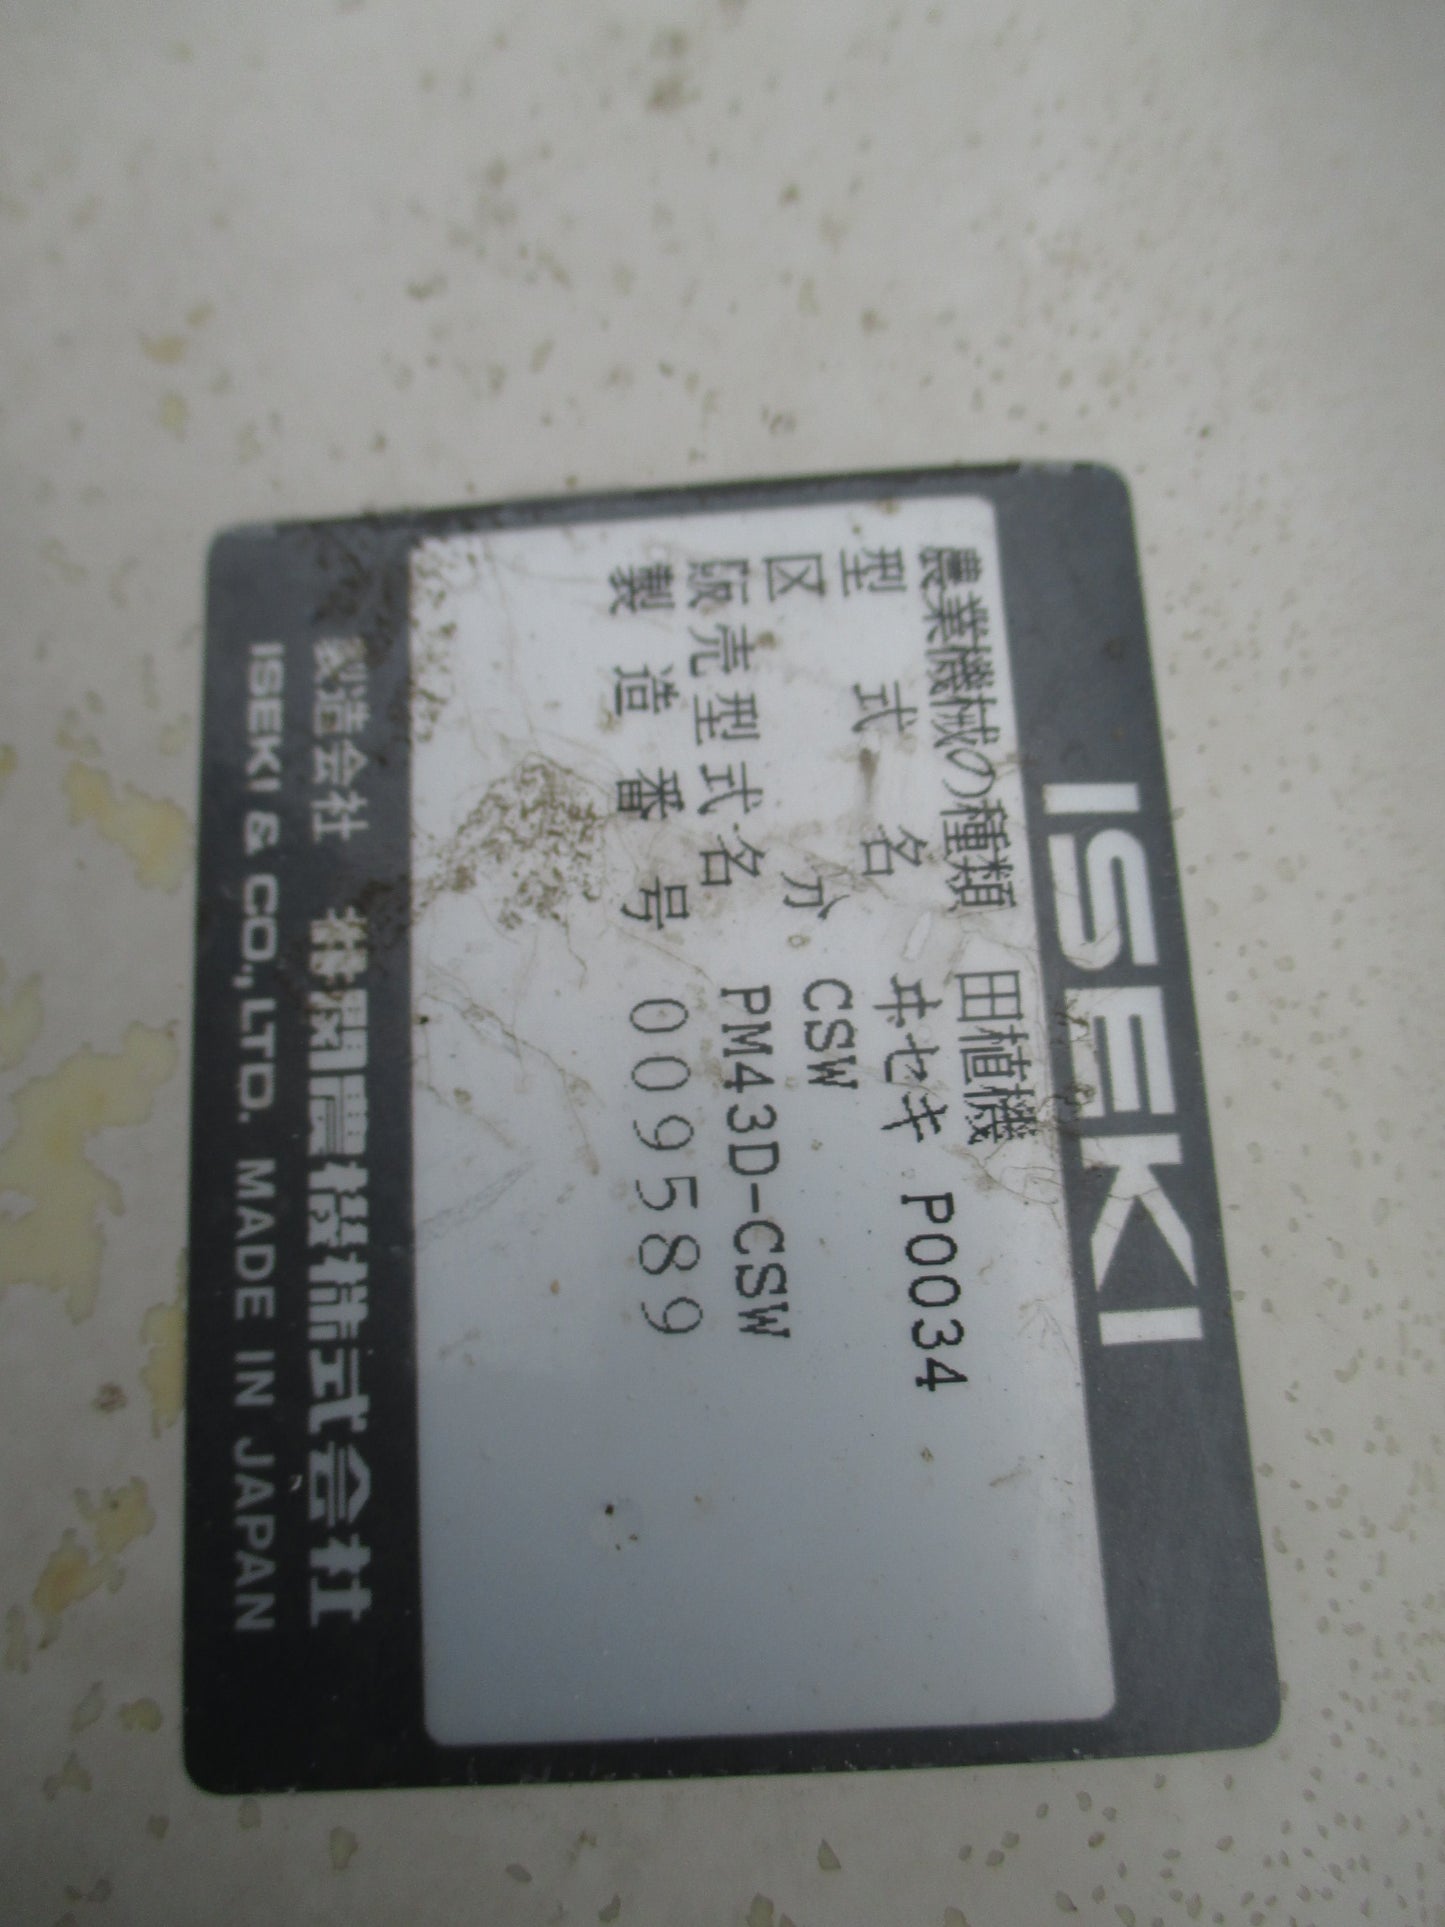 ISEKI
農業機械の種類 田植機
型式名 ヰセキ P0034
区分 CSW
販売型式名 PM43D-CSW
製造番号 009589
製造会社 井関農機株式会社
ISEKI & CO., LTD. MADE IN JAPAN